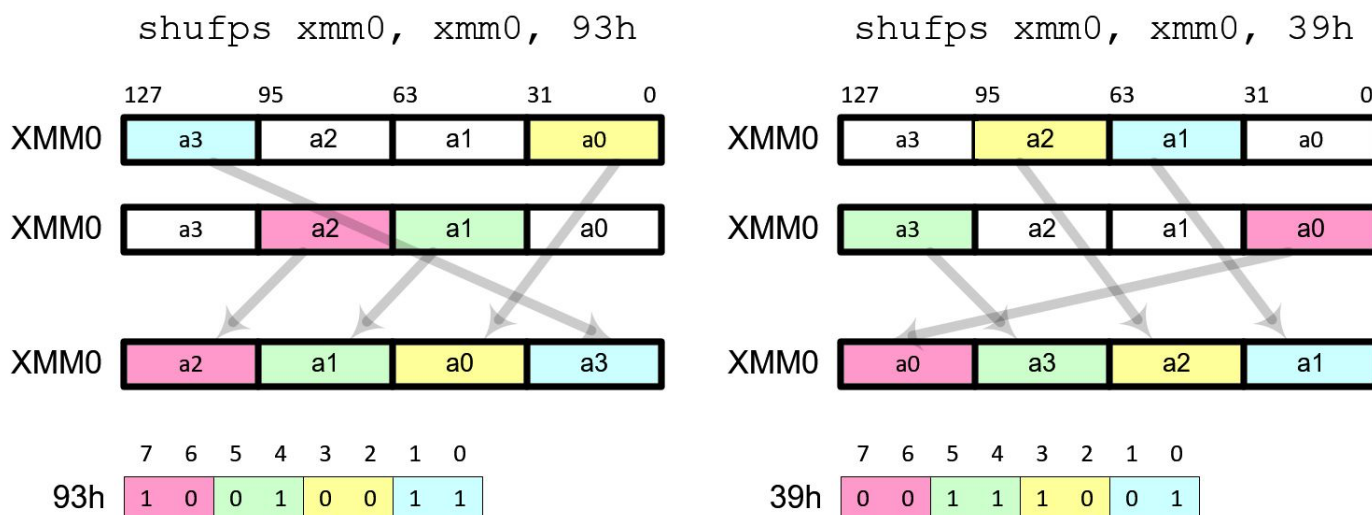 shufps xmm0, xmm0, 93h
127 95 63 31 0
XMM0 a3 a2 a1 a0
XMM0 a3 a2 a1 a0
XMM0 a2 a1 a0 a3
7 6 5 4 3 2 1 0
93h 1 0 0 1 0 0 1 1
shufps xmm0, xmm0, 39h
127 95 63 31 0
XMM0 a3 a2 a1 a0
XMM0 a3 a2 a1 a0
XMM0 a0 a3 a2 a1
7 6 5 4 3 2 1 0
39h 0 0 1 1 1 0 0 1